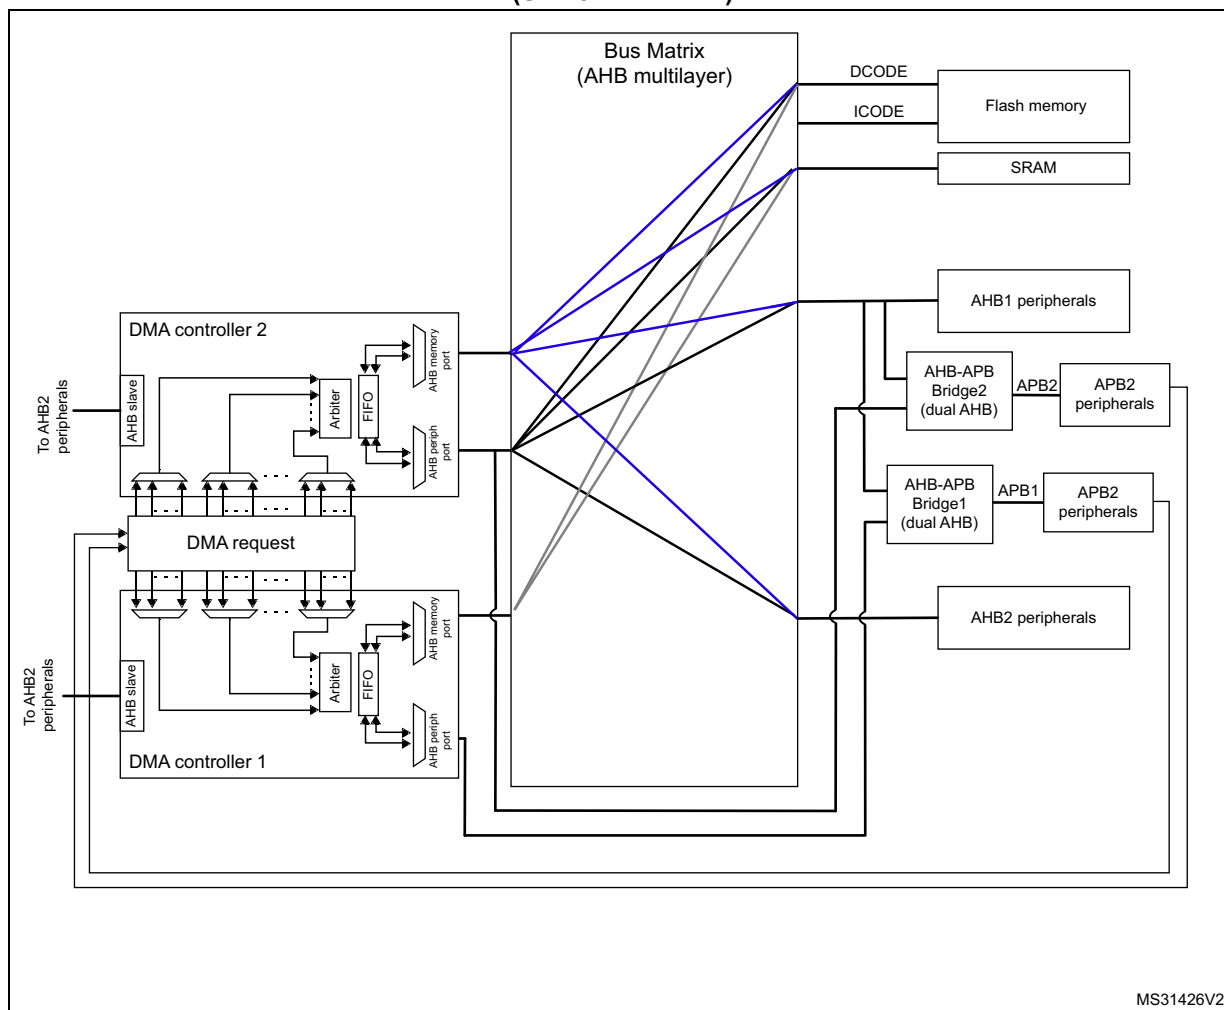 Bus Matrix
(AHB multilayer)
DCODE
ICODE
Flash memory
SRAM
AHB1 peripherals
AHB-APB
Bridge2
(dual AHB)
APB2
APB2
peripherals
AHB-APB
Bridge1
(dual AHB)
APB1
APB2
peripherals
AHB2 peripherals
DMA controller 2
To AHB2
peripherals
AHB slave
Arbiter
FIFO
AHB memory
port
AHB periph
port
DMA request
To AHB2
peripherals
AHB slave
Arbiter
FIFO
AHB memory
port
AHB periph
port
DMA controller 1
MS31426V2